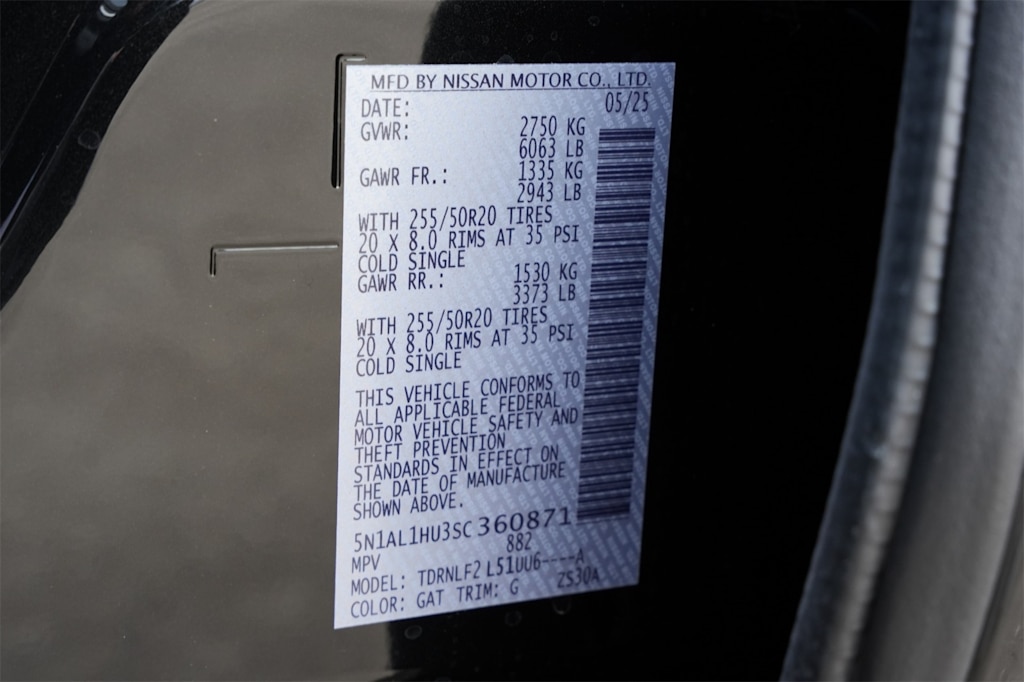 MFD BY NISSAN MOTOR CO., LTD.
DATE: 05/25
GVWR: 2750 KG
6063 LB
GAWR FR.: 1335 KG
2943 LB
WITH 255/50R20 TIRES
20 X 8.0 RIMS AT 35 PSI
COLD SINGLE
GAWR RR.: 1530 KG
3373 LB
WITH 255/50R20 TIRES
20 X 8.0 RIMS AT 35 PSI
COLD SINGLE
THIS VEHICLE CONFORMS TO
ALL APPLICABLE FEDERAL
MOTOR VEHICLE SAFETY AND
THEFT PREVENTION
STANDARDS IN EFFECT ON
THE DATE OF MANUFACTURE
SHOWN ABOVE.
5N1AL1HU3SC360871
MPV 882
MODEL: TDRNLF2 L51UU6----A
COLOR: GAT TRIM: G ZS30A